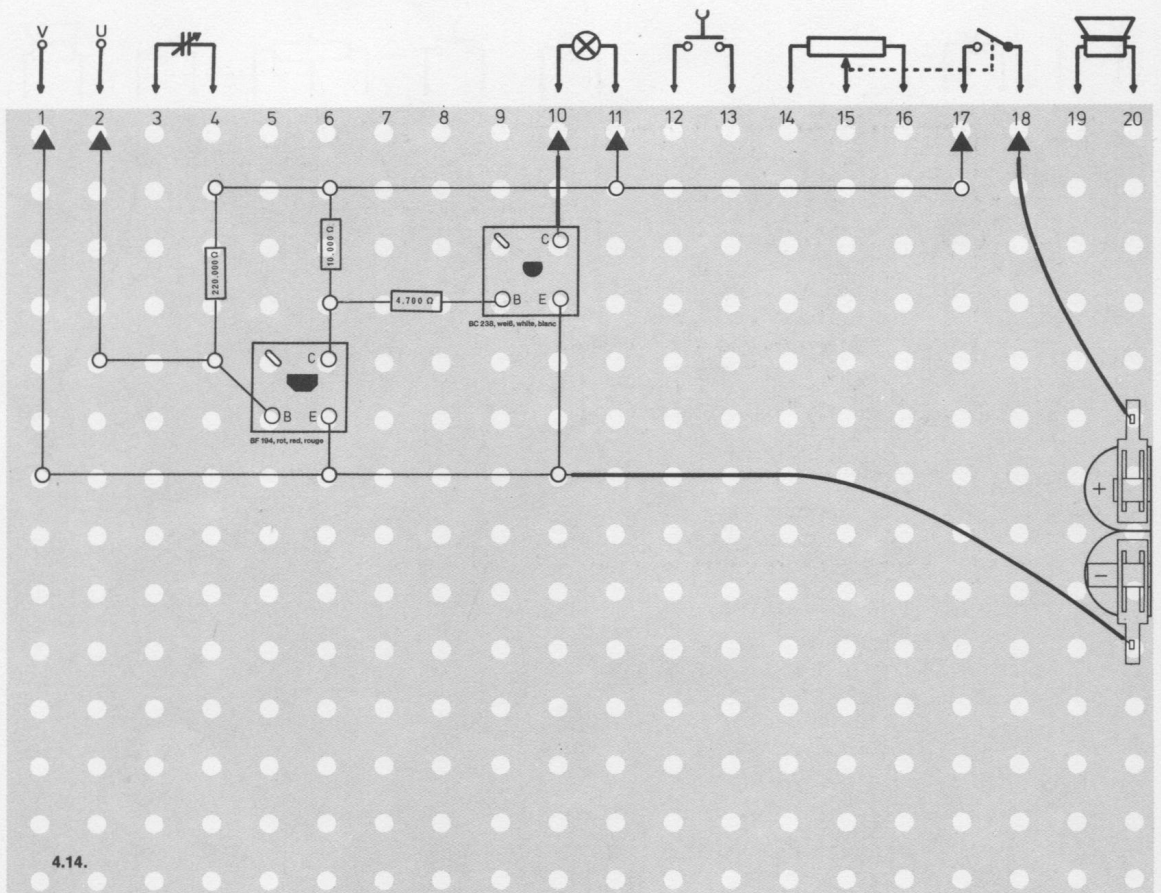 V U
1 2 3 4 5 6 7 8 9 10 11 12 13 14 15 16 17 18 19 20
220.000 Ω
10.000 Ω
C
4.700 Ω
B E
BC 238, weiß, white, blanc
C
B E
BF 194, rot, red, rouge
+
−
4.14.